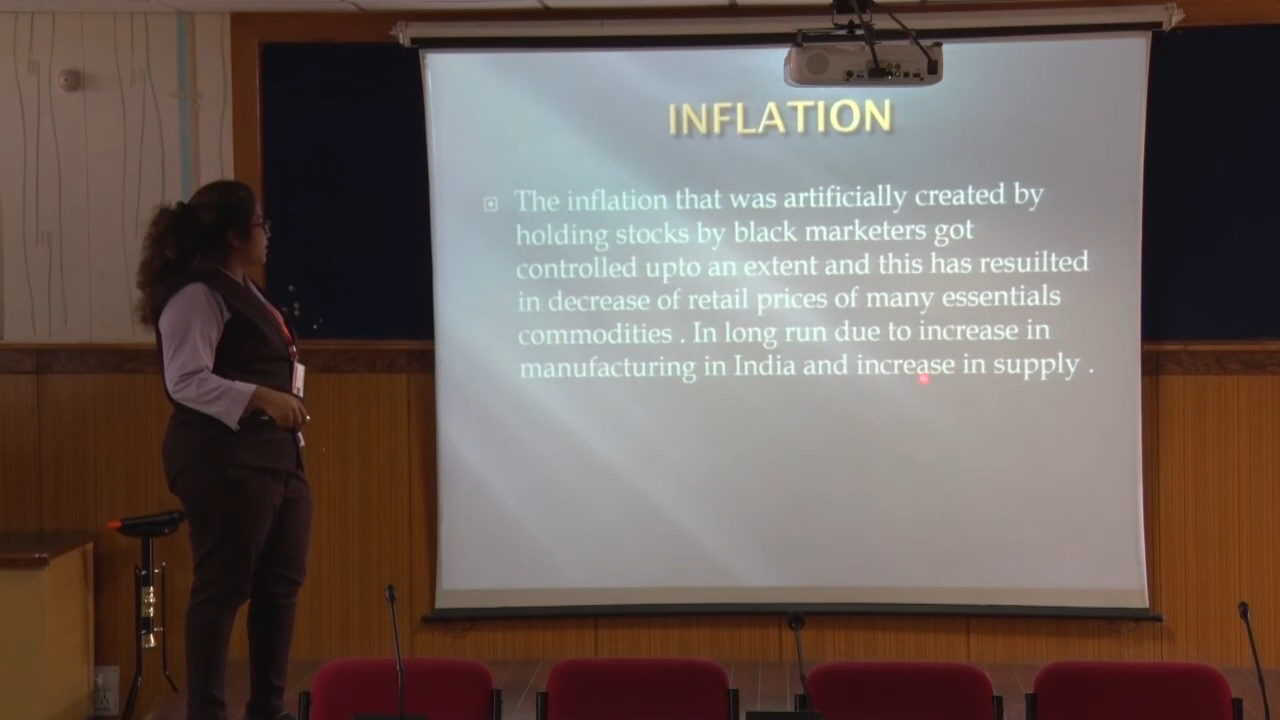 INFLATION
The inflation that was artificially created by
holding stocks by black marketers got
controlled upto an extent and this has resuilted
in decrease of retail prices of many essentials
commodities . In long run due to increase in
manufacturing in India and increase in supply .